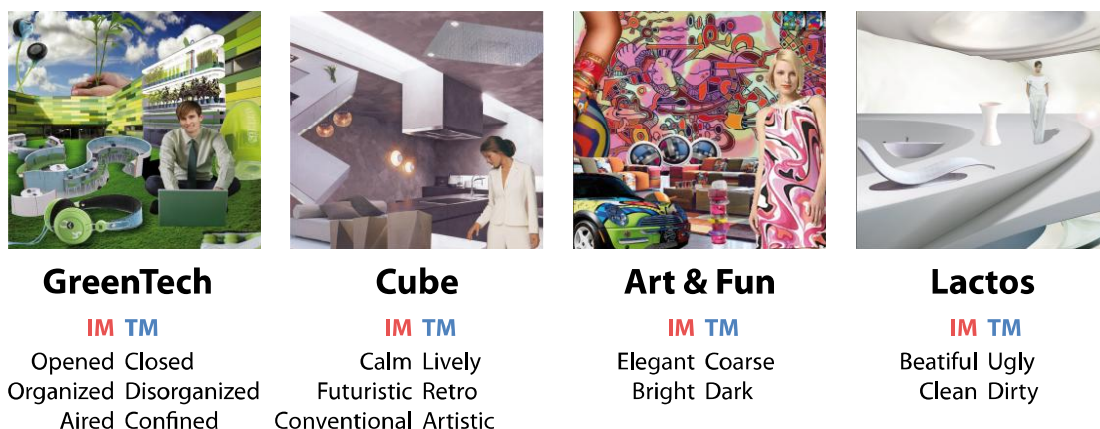 GreenTech
IM TM
Opened Closed
Organized Disorganized
Aired Confined
Cube
IM TM
Calm Lively
Futuristic Retro
Conventional Artistic
Art & Fun
IM TM
Elegant Coarse
Bright Dark
Lactos
IM TM
Beatiful Ugly
Clean Dirty